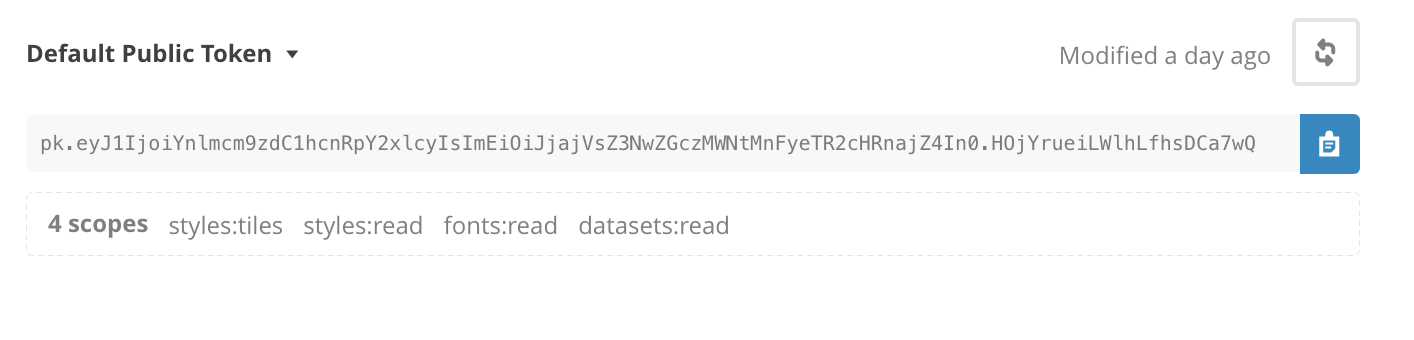 Default Public Token
Modified a day ago
pk.eyJ1IjoiYnlmcm9zdC1hcnRpY2xlcyIsImEiOiJjajVsZ3NwZGczMWNtMnFyeTR2cHRnajZ4In0.HOjYrueiLWlhLfhsDCa7wQ
4 scopes styles:tiles styles:read fonts:read datasets:read